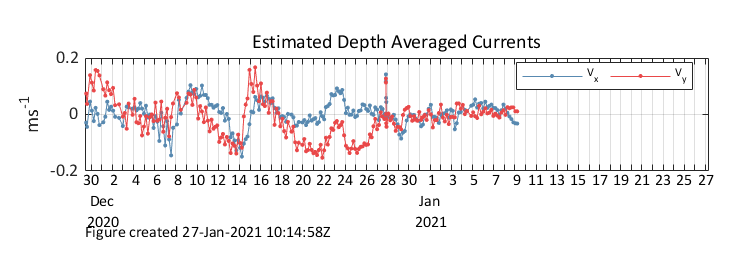 Estimated Depth Averaged Currents
0.2
0
-0.2
ms-1
Vx Vy
30 2 4 6 8 10 12 14 16 18 20 22 24 26 28 30 1 3 5 7 9 11 13 15 17 19 21 23 25 27
Dec Jan
2020 2021
Figure created 27-Jan-2021 10:14:58Z